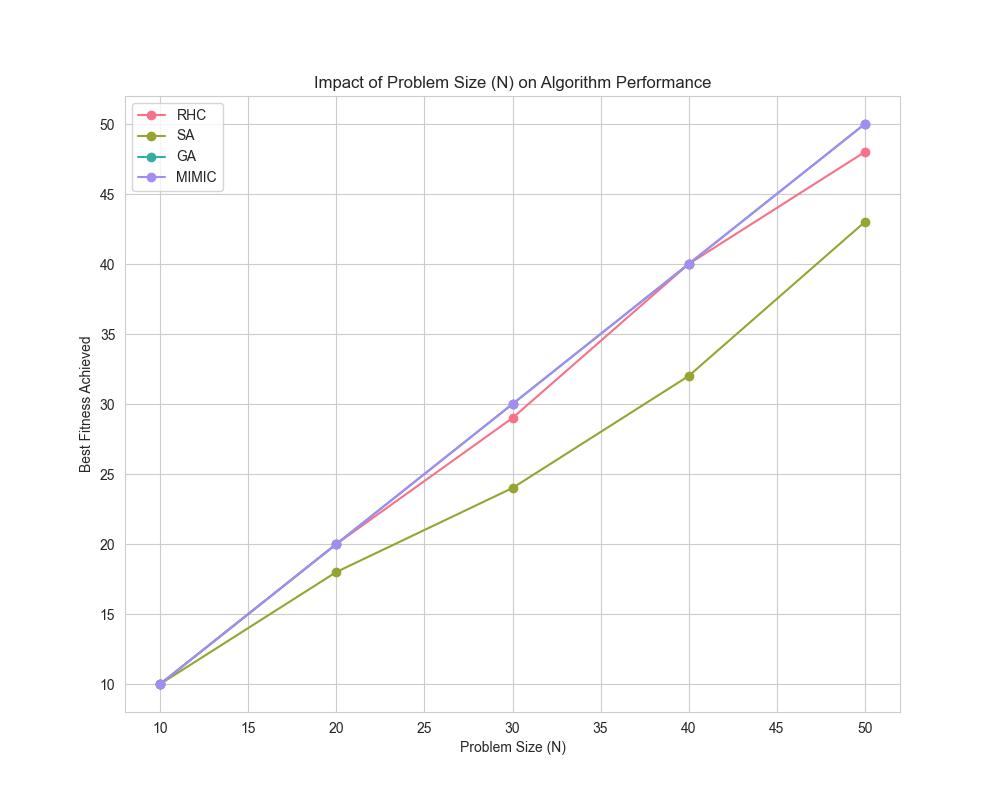 Impact of Problem Size (N) on Algorithm Performance
RHC
SA
GA
MIMIC
50
45
40
35
30
25
20
15
10
Best Fitness Achieved
10 15 20 25 30 35 40 45 50
Problem Size (N)